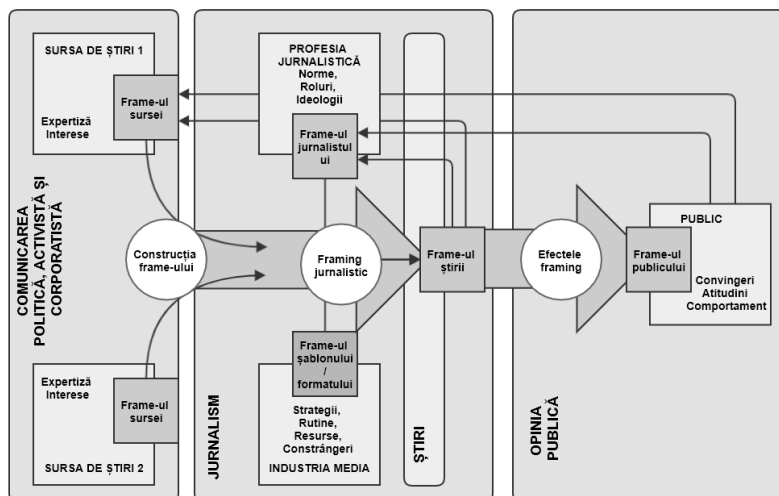 SURSA DE ȘTIRI 1
Frame-ul
sursei
Expertiză
Interese
COMUNICAREA
POLITICĂ, ACTIVISTĂ ȘI
CORPORATISTĂ
Construcția
frame-ului
Expertiză
Interese
Frame-ul
sursei
SURSA DE ȘTIRI 2
PROFESIA
JURNALISTICĂ
Norme,
Roluri,
Ideologii
Frame-ul
jurnalistul
ui
Framing
jurnalistic
Frame-ul
șablonului
/
formatului
Strategii,
Rutine,
Resurse,
Constrângeri
INDUSTRIA MEDIA
JURNALISM
Frame-ul
știrii
ȘTIRI
Efectele
framing
PUBLIC
Frame-ul
publicului
Convingeri
Atitudini
Comportament
OPINIA
PUBLICĂ